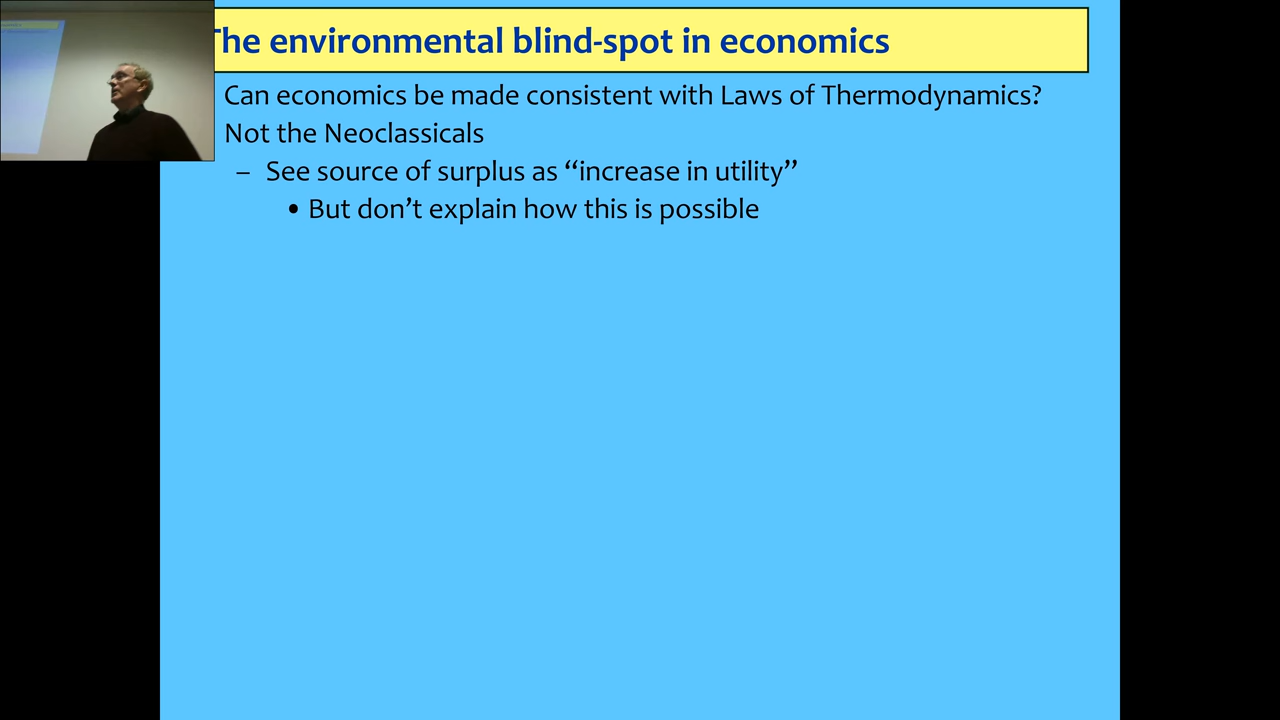 The environmental blind-spot in economics
Can economics be made consistent with Laws of Thermodynamics?
Not the Neoclassicals
– See source of surplus as “increase in utility”
• But don’t explain how this is possible